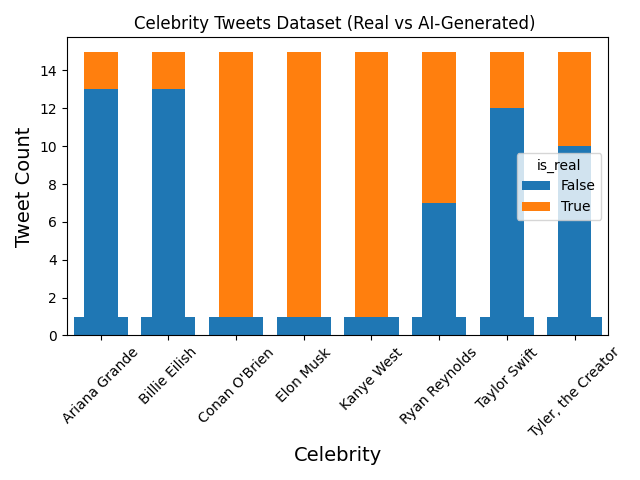 Celebrity Tweets Dataset (Real vs AI-Generated)
Tweet Count
14
12
10
8
6
4
2
0
is_real
False
True
Ariana Grande
Billie Eilish
Conan O'Brien
Elon Musk
Kanye West
Ryan Reynolds
Taylor Swift
Tyler, the Creator
Celebrity